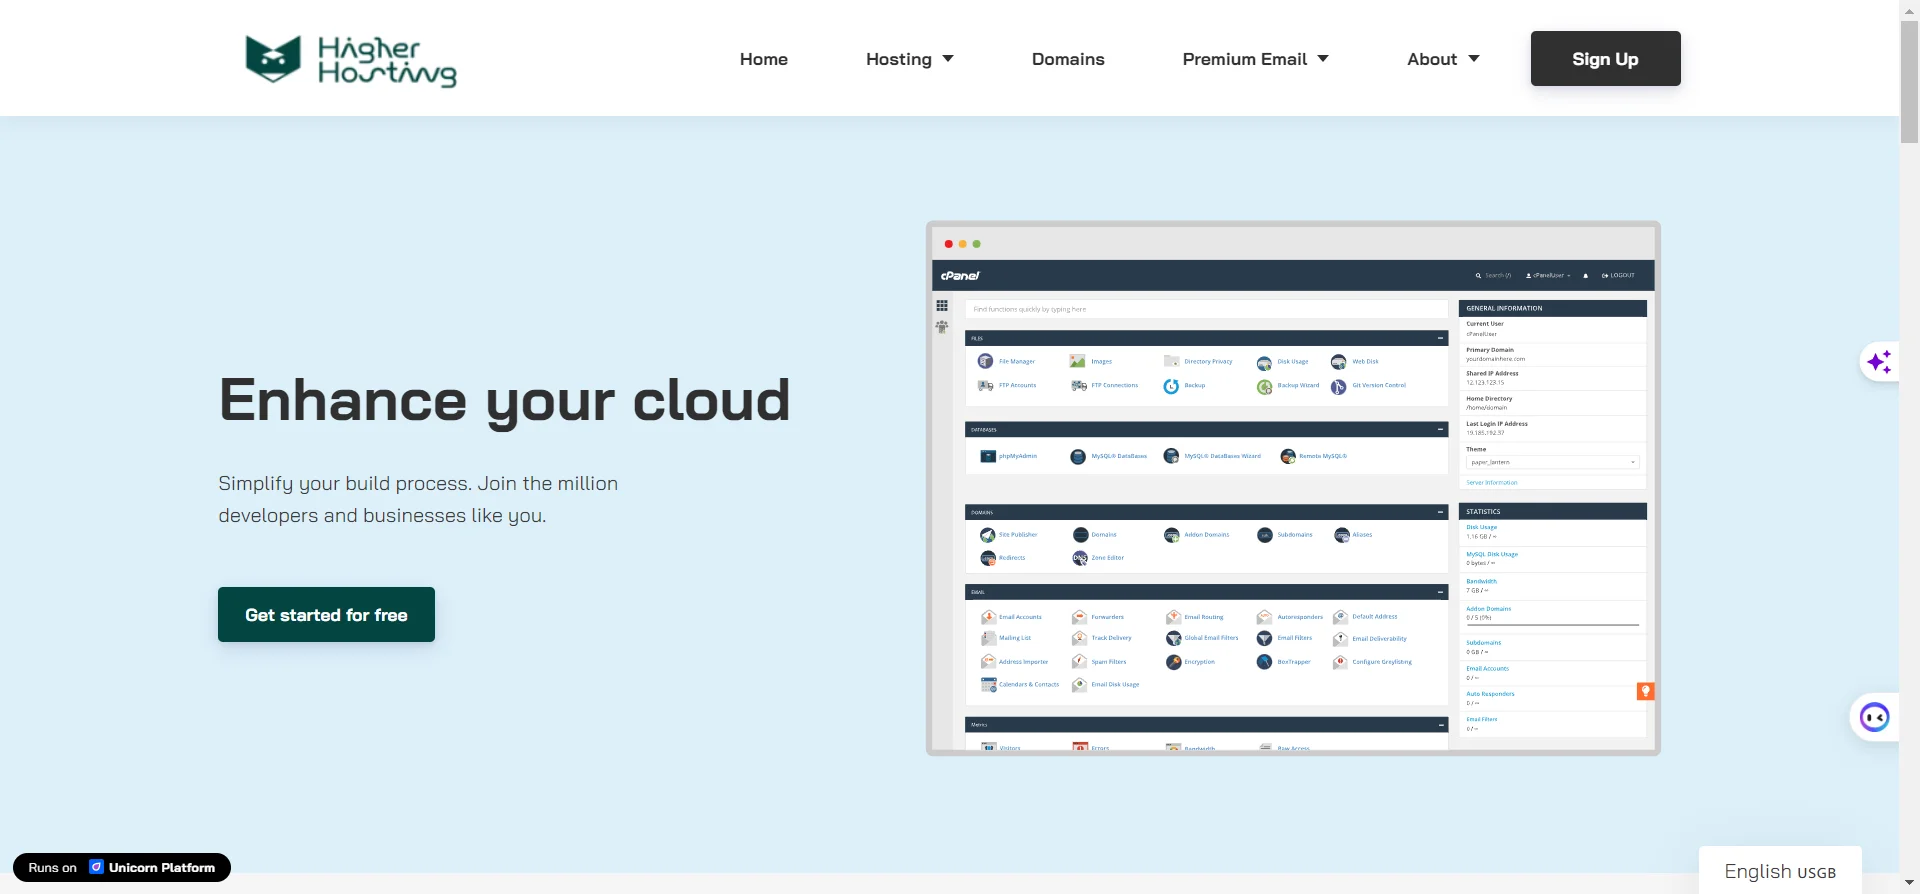 Higher
Hosting
Home
Hosting
Domains
Premium Email
About
Sign Up
Enhance your cloud
Simplify your build process. Join the million
developers and businesses like you.
Get started for free
cPanel
Search (/)
cPanelUser
LOGOUT
Find functions quickly by typing here
FILES
File Manager
Images
Directory Privacy
Disk Usage
Web Disk
FTP Accounts
FTP Connections
Backup
Backup Wizard
Git Version Control
DATABASES
phpMyAdmin
MySQL® DataBases
MySQL® DataBases Wizard
Remote MySQL®
DOMAINS
Site Publisher
Domains
Addon Domains
Subdomains
Aliases
Redirects
Zone Editor
EMAIL
Email Accounts
Forwarders
Email Routing
Autoresponders
Default Address
Mailing List
Track Delivery
Global Email Filters
Email Filters
Email Deliverability
Address Importer
Spam Filters
Encryption
BoxTrapper
Configure Greylisting
Calendars & Contacts
Email Disk Usage
Metrics
Visitors
Errors
Bandwidth
Raw Access
GENERAL INFORMATION
Current User
cPanelUser
Primary Domain
yourdomainhere.com
Shared IP Address
12.123.123.15
Home Directory
/home/domain
Last Login IP Address
19.185.192.37
Theme
paper_lantern
Server Information
STATISTICS
Disk Usage
1.16 GB / ∞
MySQL Disk Usage
0 bytes / ∞
Bandwidth
7 GB / ∞
Addon Domains
0 / 5 (0%)
Subdomains
0 GB / ∞
Email Accounts
0 / ∞
Auto Responders
0 / ∞
Email Filters
0 / ∞
Runs on Unicorn Platform
English USGB